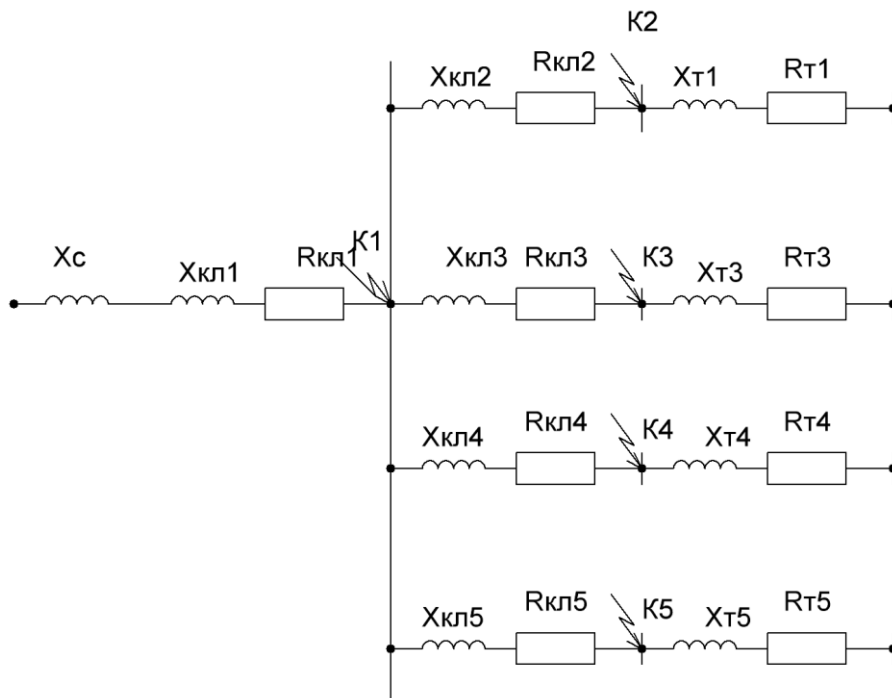 К2
Xкл2 Rкл2 Xт1 Rт1
Xс Xкл1 Rкл1 К1 Xкл3 Rкл3 К3 Xт3 Rт3
Xкл4 Rкл4 К4 Xт4 Rт4
Xкл5 Rкл5 К5 Xт5 Rт5